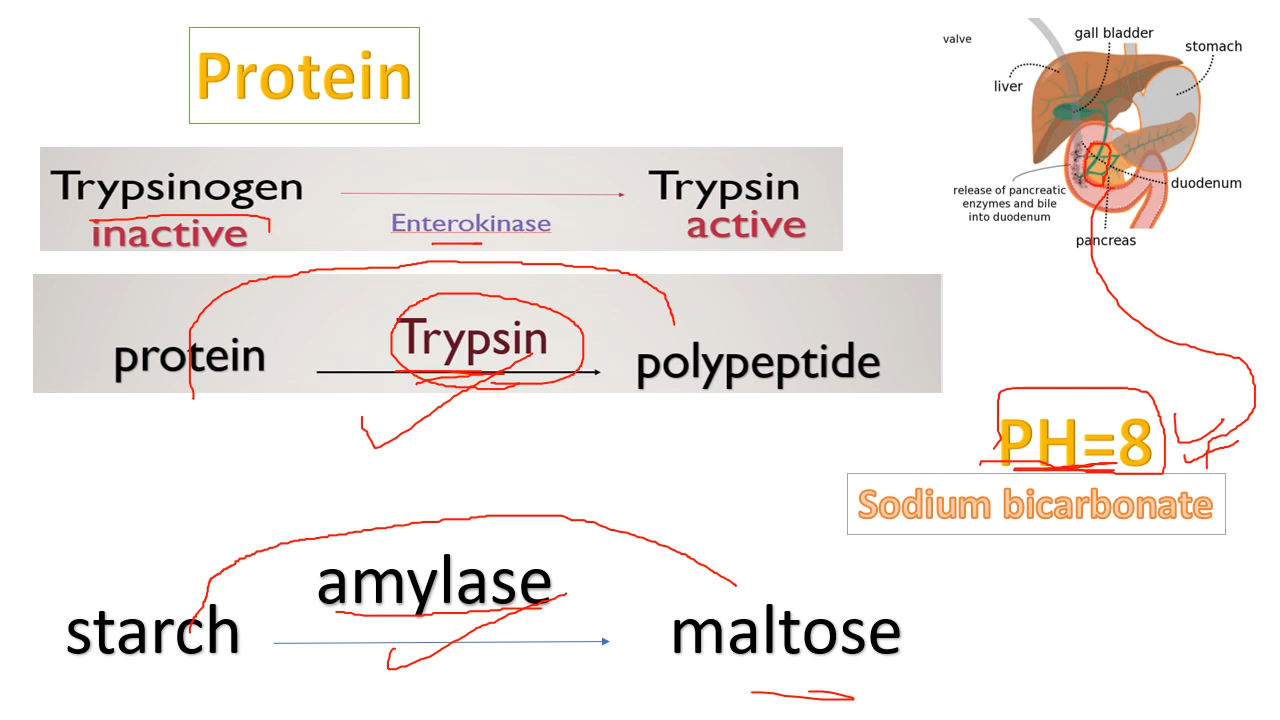 Protein
Trypsinogen
inactive
Enterokinase
Trypsin
active
protein
Trypsin
polypeptide
valve
gall bladder
stomach
liver
duodenum
release of pancreatic
enzymes and bile
into duodenum
pancreas
PH=8
Sodium bicarbonate
starch
amylase
maltose